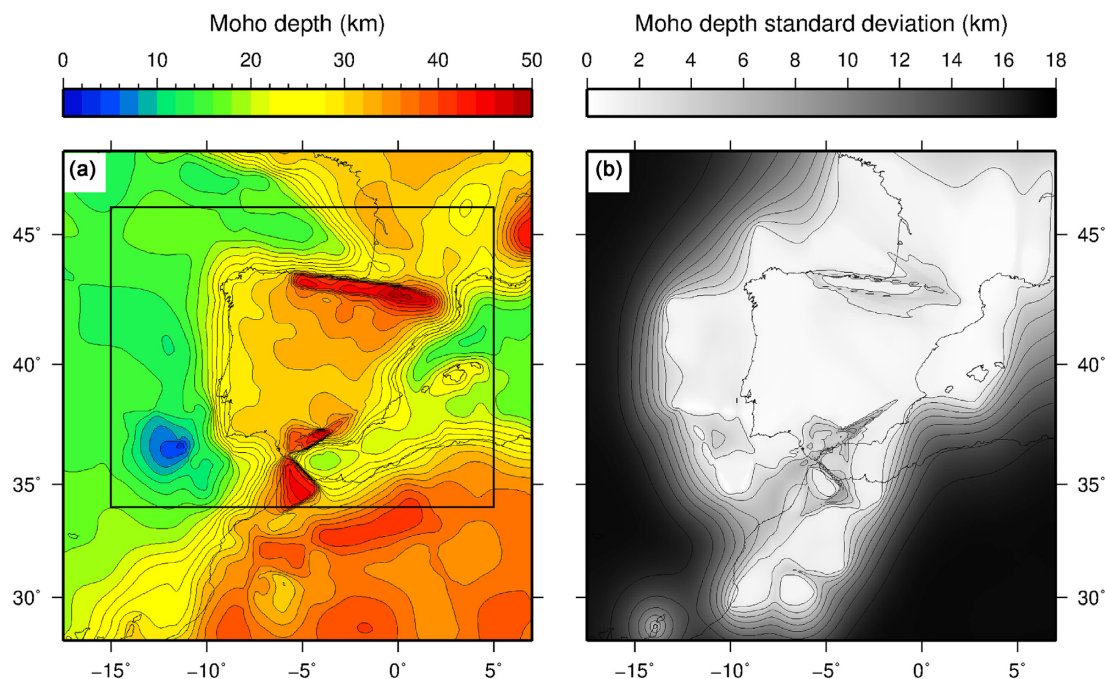 Moho depth (km)
Moho depth standard deviation (km)
0 10 20 30 40 50
0 2 4 6 8 10 12 14 16 18
(a)
(b)
45° 45°
40° 40°
35° 35°
30° 30°
−15° −10° −5° 0° 5°
−15° −10° −5° 0° 5°